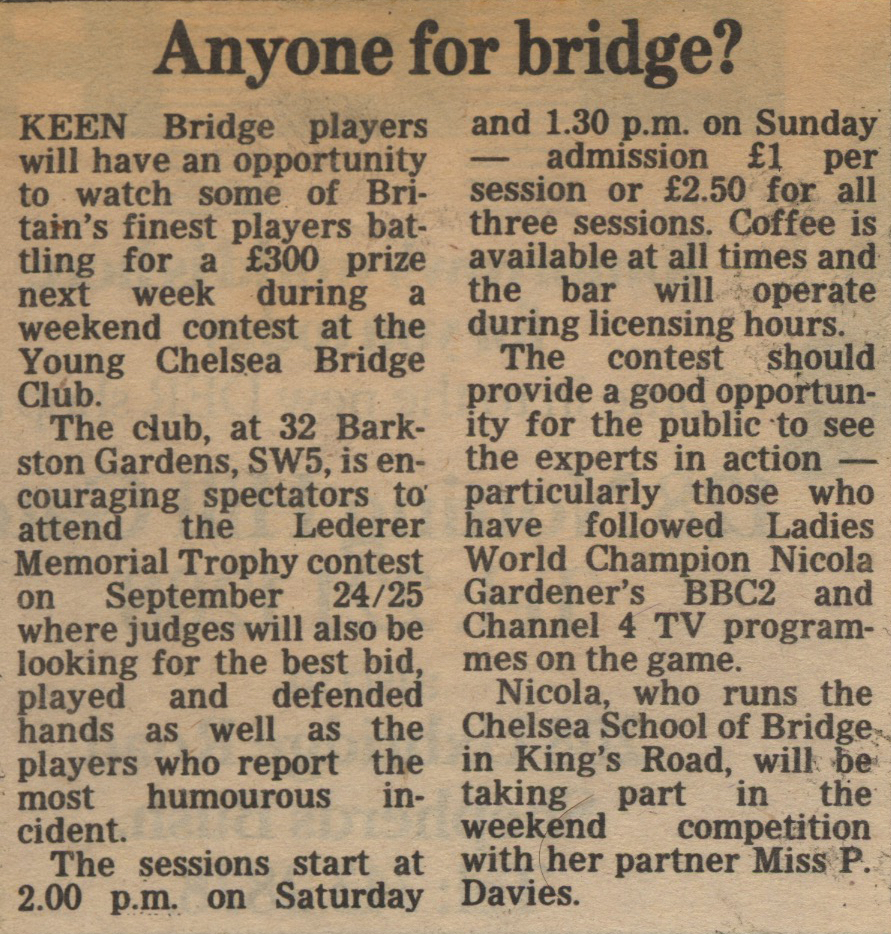 Anyone for bridge?
KEEN Bridge players
will have an opportunity
to watch some of Bri-
tain's finest players bat-
tling for a £300 prize
next week during a
weekend contest at the
Young Chelsea Bridge
Club.
The club, at 32 Bark-
ston Gardens, SW5, is en-
couraging spectators to
attend the Lederer
Memorial Trophy contest
on September 24/25
where judges will also be
looking for the best bid,
played and defended
hands as well as the
players who report the
most humourous in-
cident.
The sessions start at
2.00 p.m. on Saturday
and 1.30 p.m. on Sunday
— admission £1 per
session or £2.50 for all
three sessions. Coffee is
available at all times and
the bar will operate
during licensing hours.
The contest should
provide a good opportun-
ity for the public to see
the experts in action —
particularly those who
have followed Ladies
World Champion Nicola
Gardener's BBC2 and
Channel 4 TV program-
mes on the game.
Nicola, who runs the
Chelsea School of Bridge
in King's Road, will be
taking part in the
weekend competition
with her partner Miss P.
Davies.